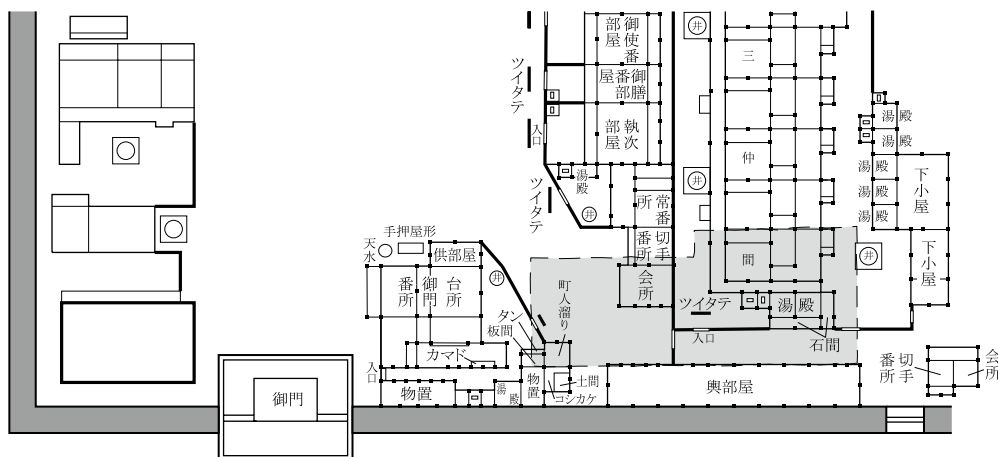 御使番
部屋
御膳
番部
屋
執次
部屋
ツイタテ
入口
湯殿
ツイタテ
井
常番
所
切手
番所
会所
町人溜り
三
仲
間
井
井
井
湯殿
湯殿
湯殿
湯殿
湯殿
下小屋
下小屋
ツイタテ
湯殿
入口
石間
切手
番所
会所
手押屋形
天水
供部屋
井
台所
御門
番所
タン
板間
カマド
入口
物置
湯殿
物置
土間
コシカケ
輿部屋
御門